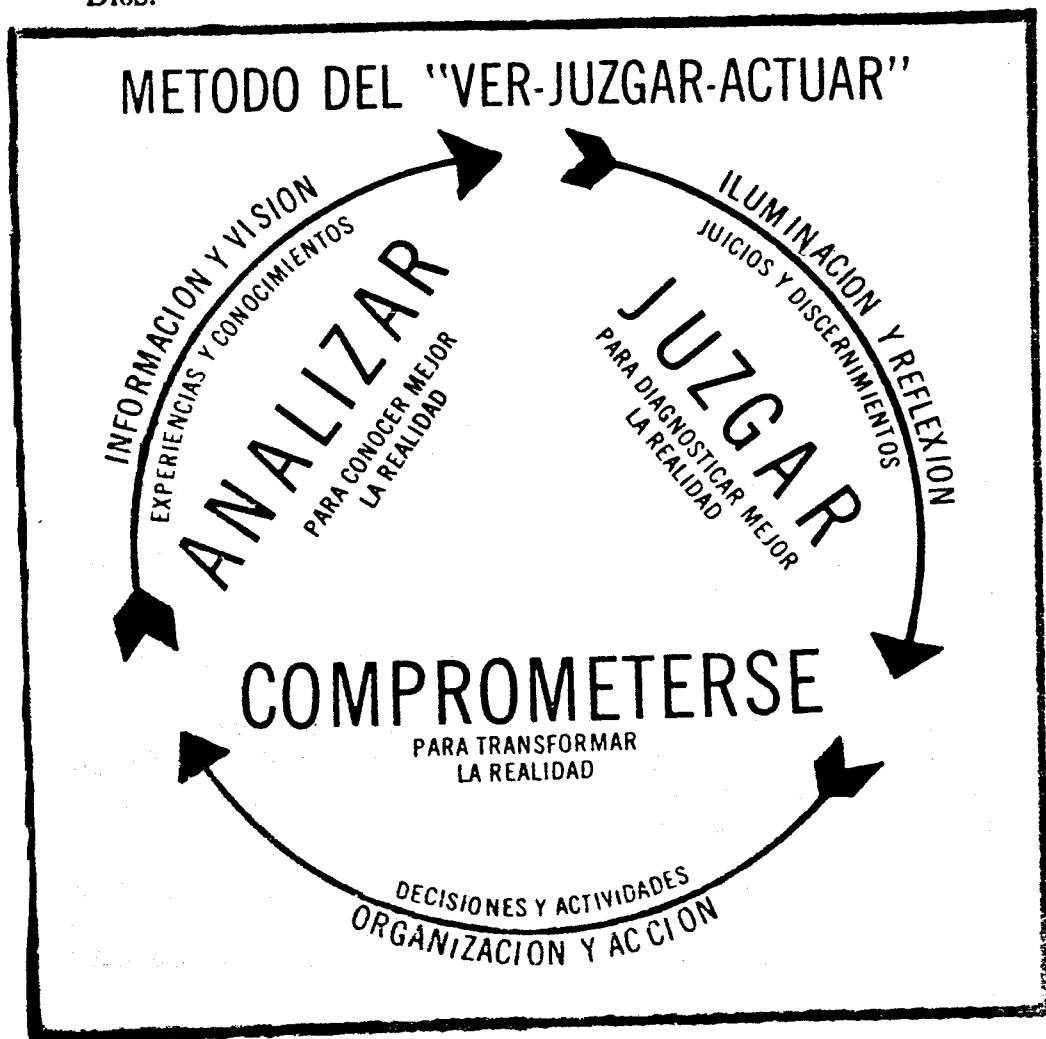 Dios.
METODO DEL "VER-JUZGAR-ACTUAR"
INFORMACION Y VISION
EXPERIENCIAS Y CONOCIMIENTOS
ANALIZAR
PARA CONOCER MEJOR
LA REALIDAD
ILUMINACION Y REFLEXION
JUICIOS Y DISCERNIMIENTOS
JUZGAR
PARA DIAGNOSTICAR MEJOR
LA REALIDAD
COMPROMETERSE
PARA TRANSFORMAR
LA REALIDAD
DECISIONES Y ACTIVIDADES
ORGANIZACION Y ACCION